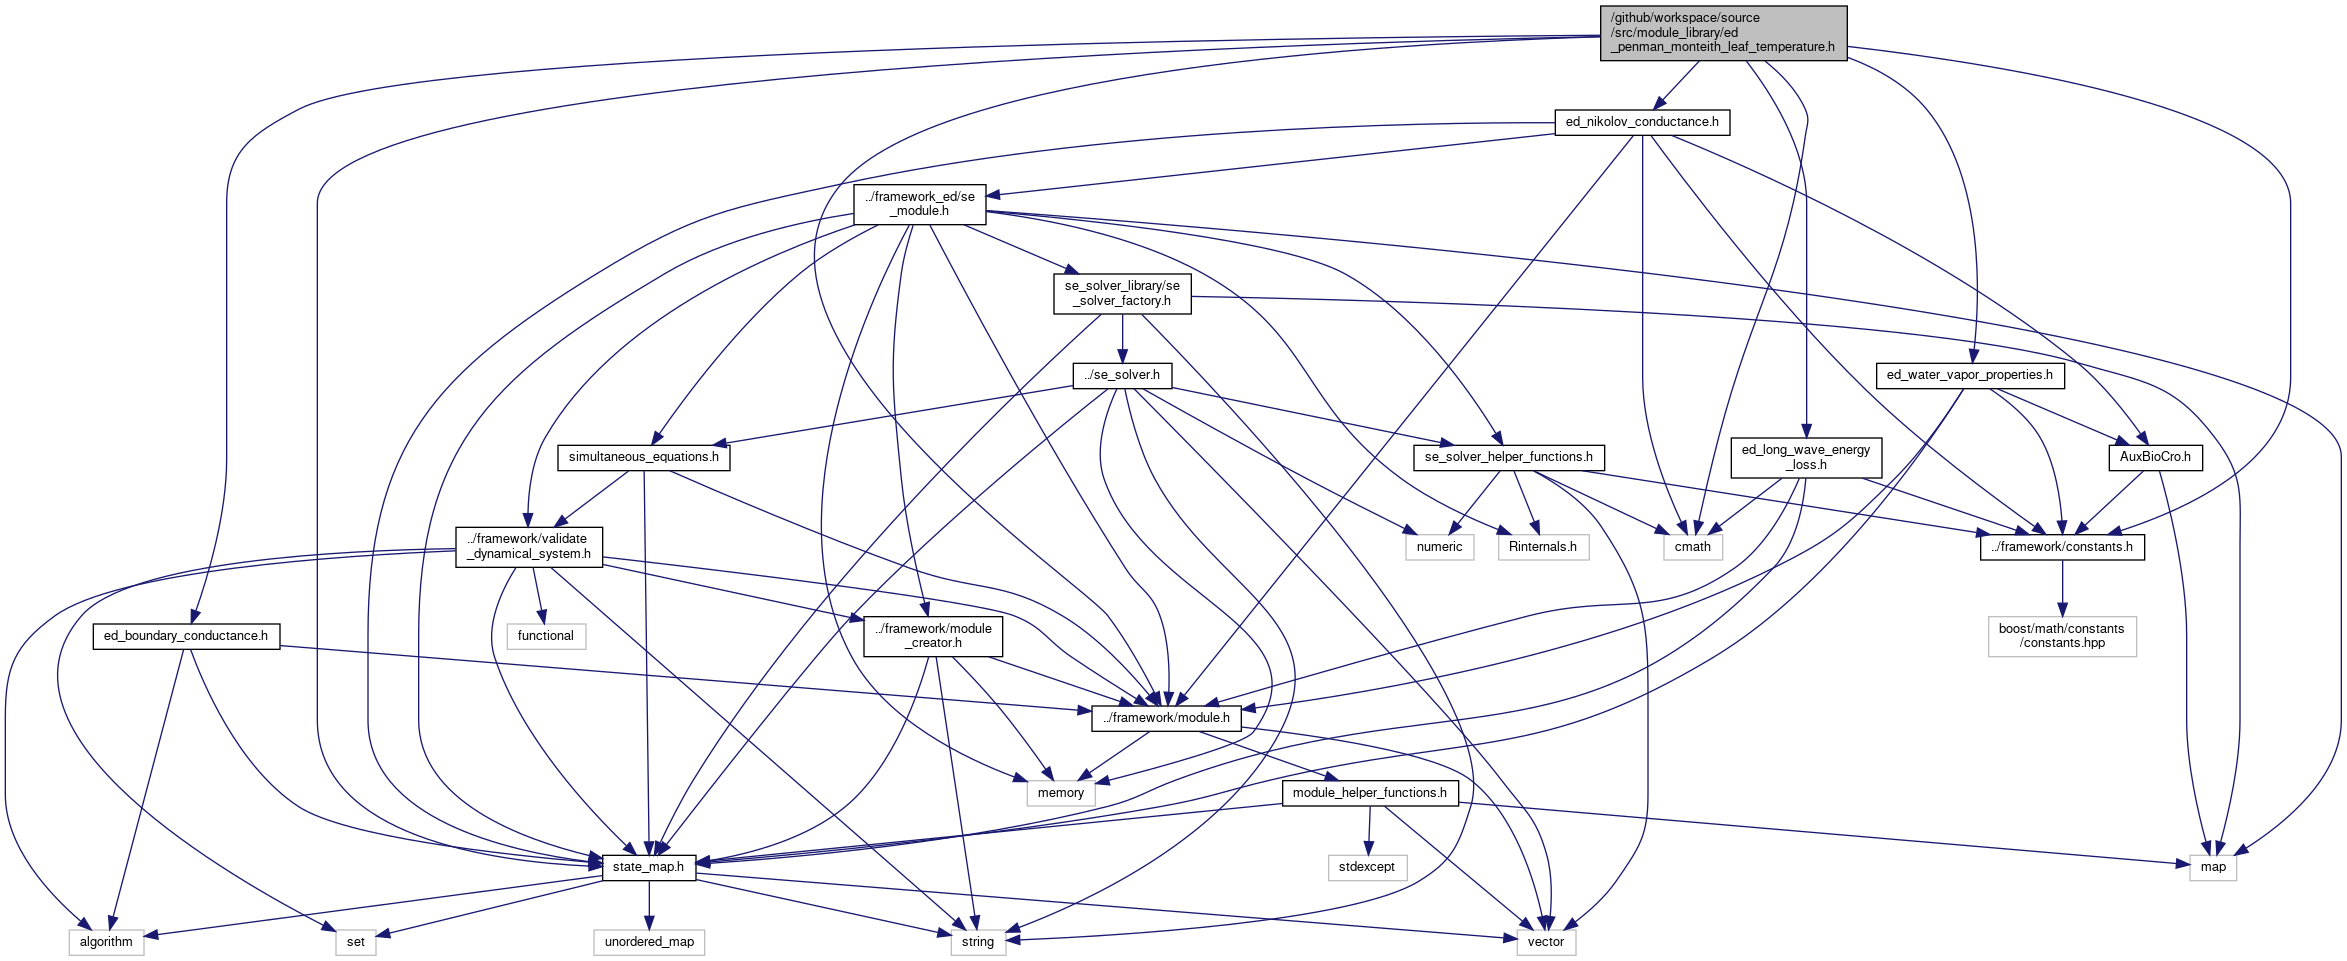 /github/workspace/source
/src/module_library/ed
_penman_monteith_leaf_temperature.h
ed_nikolov_conductance.h
../framework_ed/se
_module.h
se_solver_library/se
_solver_factory.h
../se_solver.h
ed_water_vapor_properties.h
simultaneous_equations.h
se_solver_helper_functions.h
ed_long_wave_energy
_loss.h
AuxBioCro.h
../framework/validate
_dynamical_system.h
numeric
Rinternals.h
cmath
../framework/constants.h
ed_boundary_conductance.h
functional
../framework/module
_creator.h
boost/math/constants
/constants.hpp
../framework/module.h
memory
module_helper_functions.h
state_map.h
stdexcept
map
algorithm
set
unordered_map
string
vector